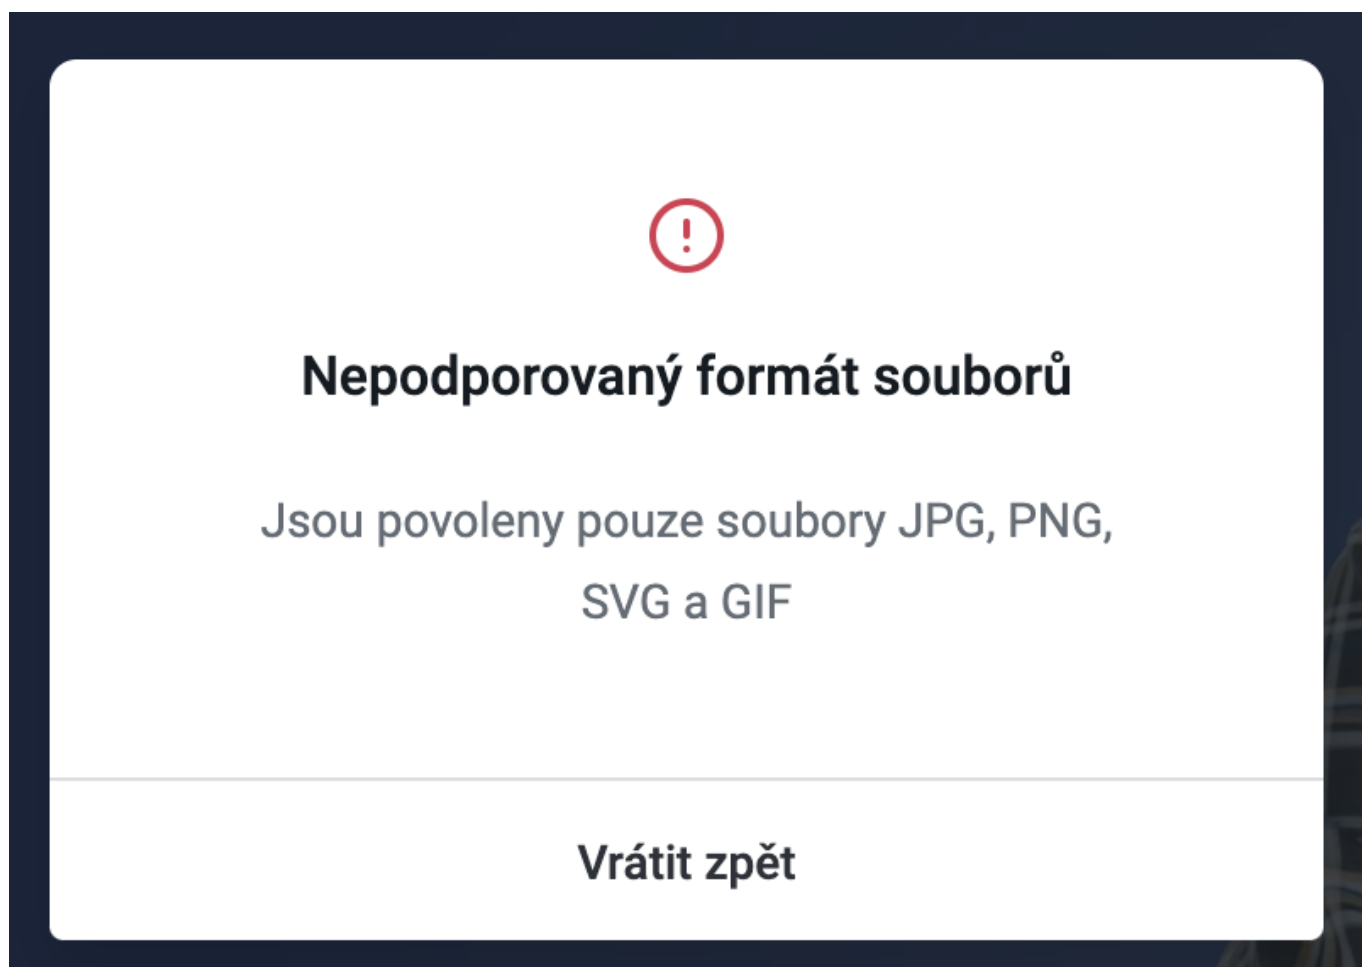 Nepodporovaný formát souborů
Jsou povoleny pouze soubory JPG, PNG,
SVG a GIF
Vrátit zpět